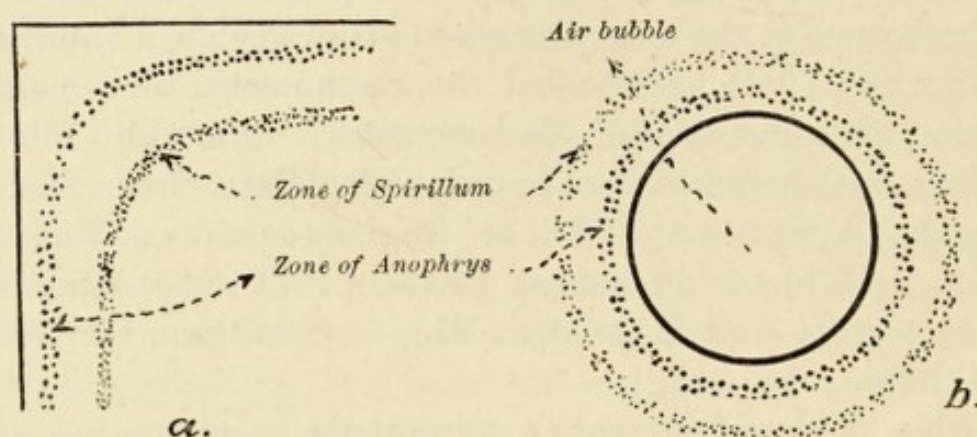 Air bubble
Zone of Spirillum
Zone of Anophrys
a.
b.